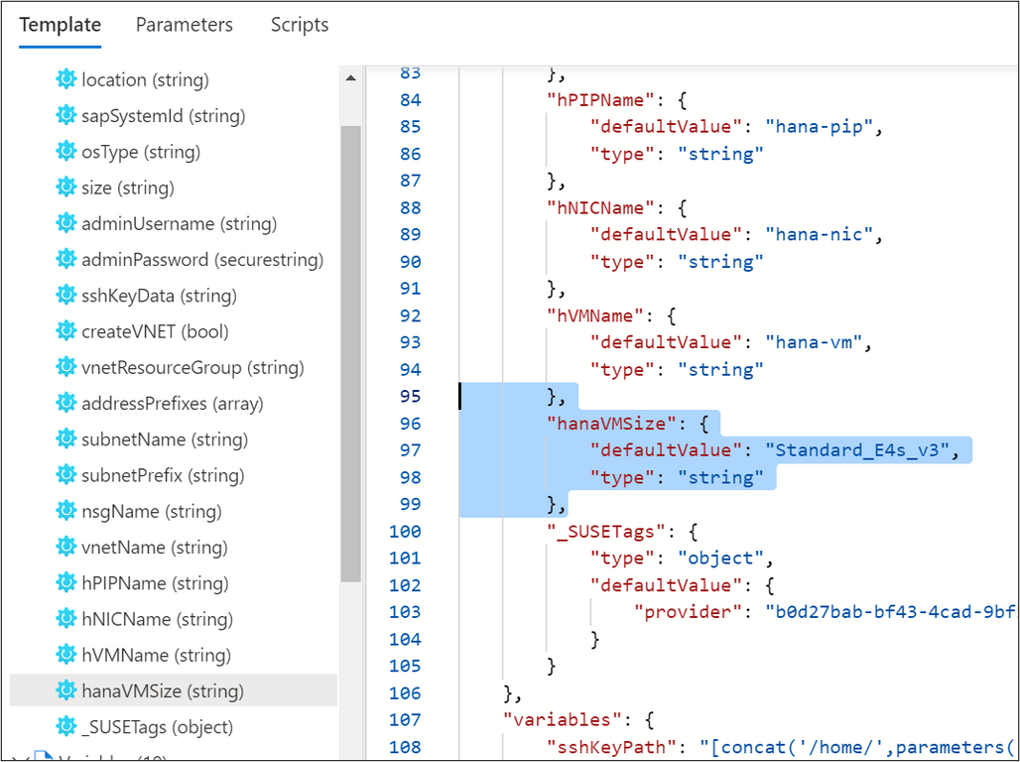 Template Parameters Scripts
location (string)
sapSystemId (string)
osType (string)
size (string)
adminUsername (string)
adminPassword (securestring)
sshKeyData (string)
createVNET (bool)
vnetResourceGroup (string)
addressPrefixes (array)
subnetName (string)
subnetPrefix (string)
nsgName (string)
vnetName (string)
hPIPName (string)
hNICName (string)
hVMName (string)
hanaVMSize (string)
_SUSETags (object)
83 },
84 "hPIPName": {
85 "defaultValue": "hana-pip",
86 "type": "string"
87 },
88 "hNICName": {
89 "defaultValue": "hana-nic",
90 "type": "string"
91 },
92 "hVMName": {
93 "defaultValue": "hana-vm",
94 "type": "string"
95 },
96 "hanaVMSize": {
97 "defaultValue": "Standard_E4s_v3",
98 "type": "string"
99 },
100 "_SUSETags": {
101 "type": "object",
102 "defaultValue": {
103 "provider": "b0d27bab-bf43-4cad-9bf
104 }
105 }
106 },
107 "variables": {
108 "sshKeyPath": "[concat('/home/',parameters(